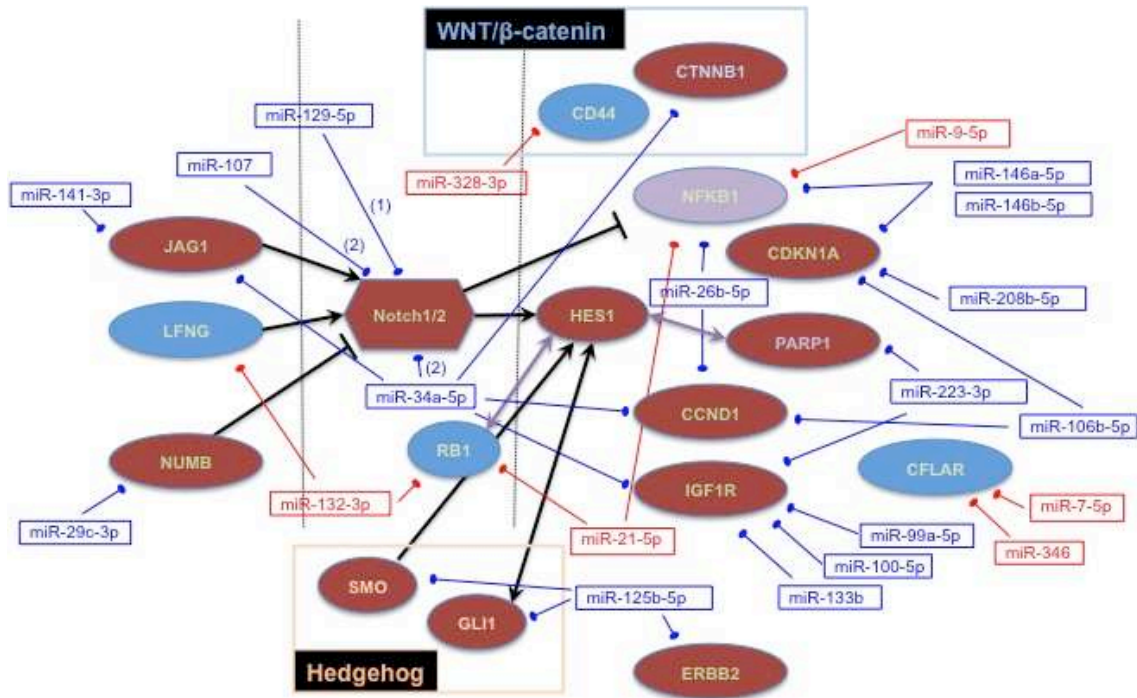 WNT/β-catenin
CTNNB1
CD44
miR-129-5p
miR-9-5p
miR-107
miR-328-3p
miR-146a-5p
miR-141-3p
NFKB1
miR-146b-5p
(1)
JAG1
(2)
CDKN1A
miR-26b-5p
miR-208b-5p
Notch1/2
HES1
LFNG
PARP1
(2)
miR-34a-5p
miR-223-3p
CCND1
miR-106b-5p
RB1
NUMB
CFLAR
IGF1R
miR-132-3p
miR-7-5p
miR-29c-3p
miR-21-5p
miR-99a-5p
miR-346
miR-100-5p
SMO
miR-125b-5p
miR-133b
GLI1
Hedgehog
ERBB2